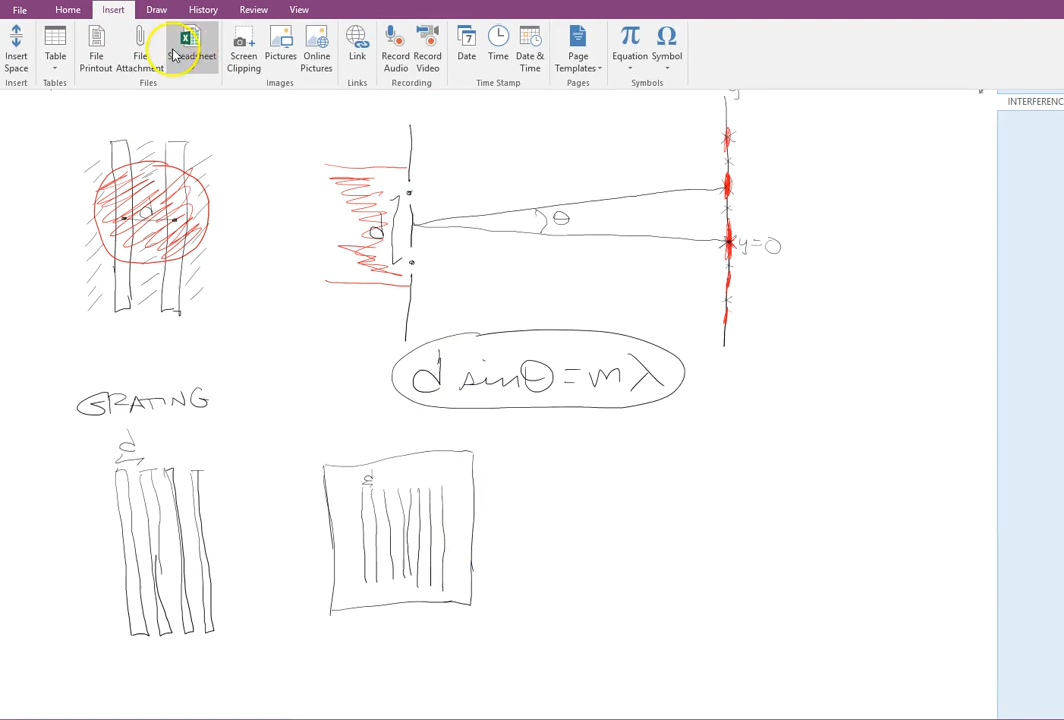 File Home Insert Draw History Review View
Insert Space Table File Printout File Attachment Spreadsheet Screen Clipping Pictures Online Pictures Link Record Audio Record Video Date Time Date & Time Page Templates Equation Symbol
Insert Tables Files Images Links Recording Time Stamp Pages Symbols
INTERFERENC
y
d
d
θ
y=0
d sinθ = mλ
GRATING
d
d